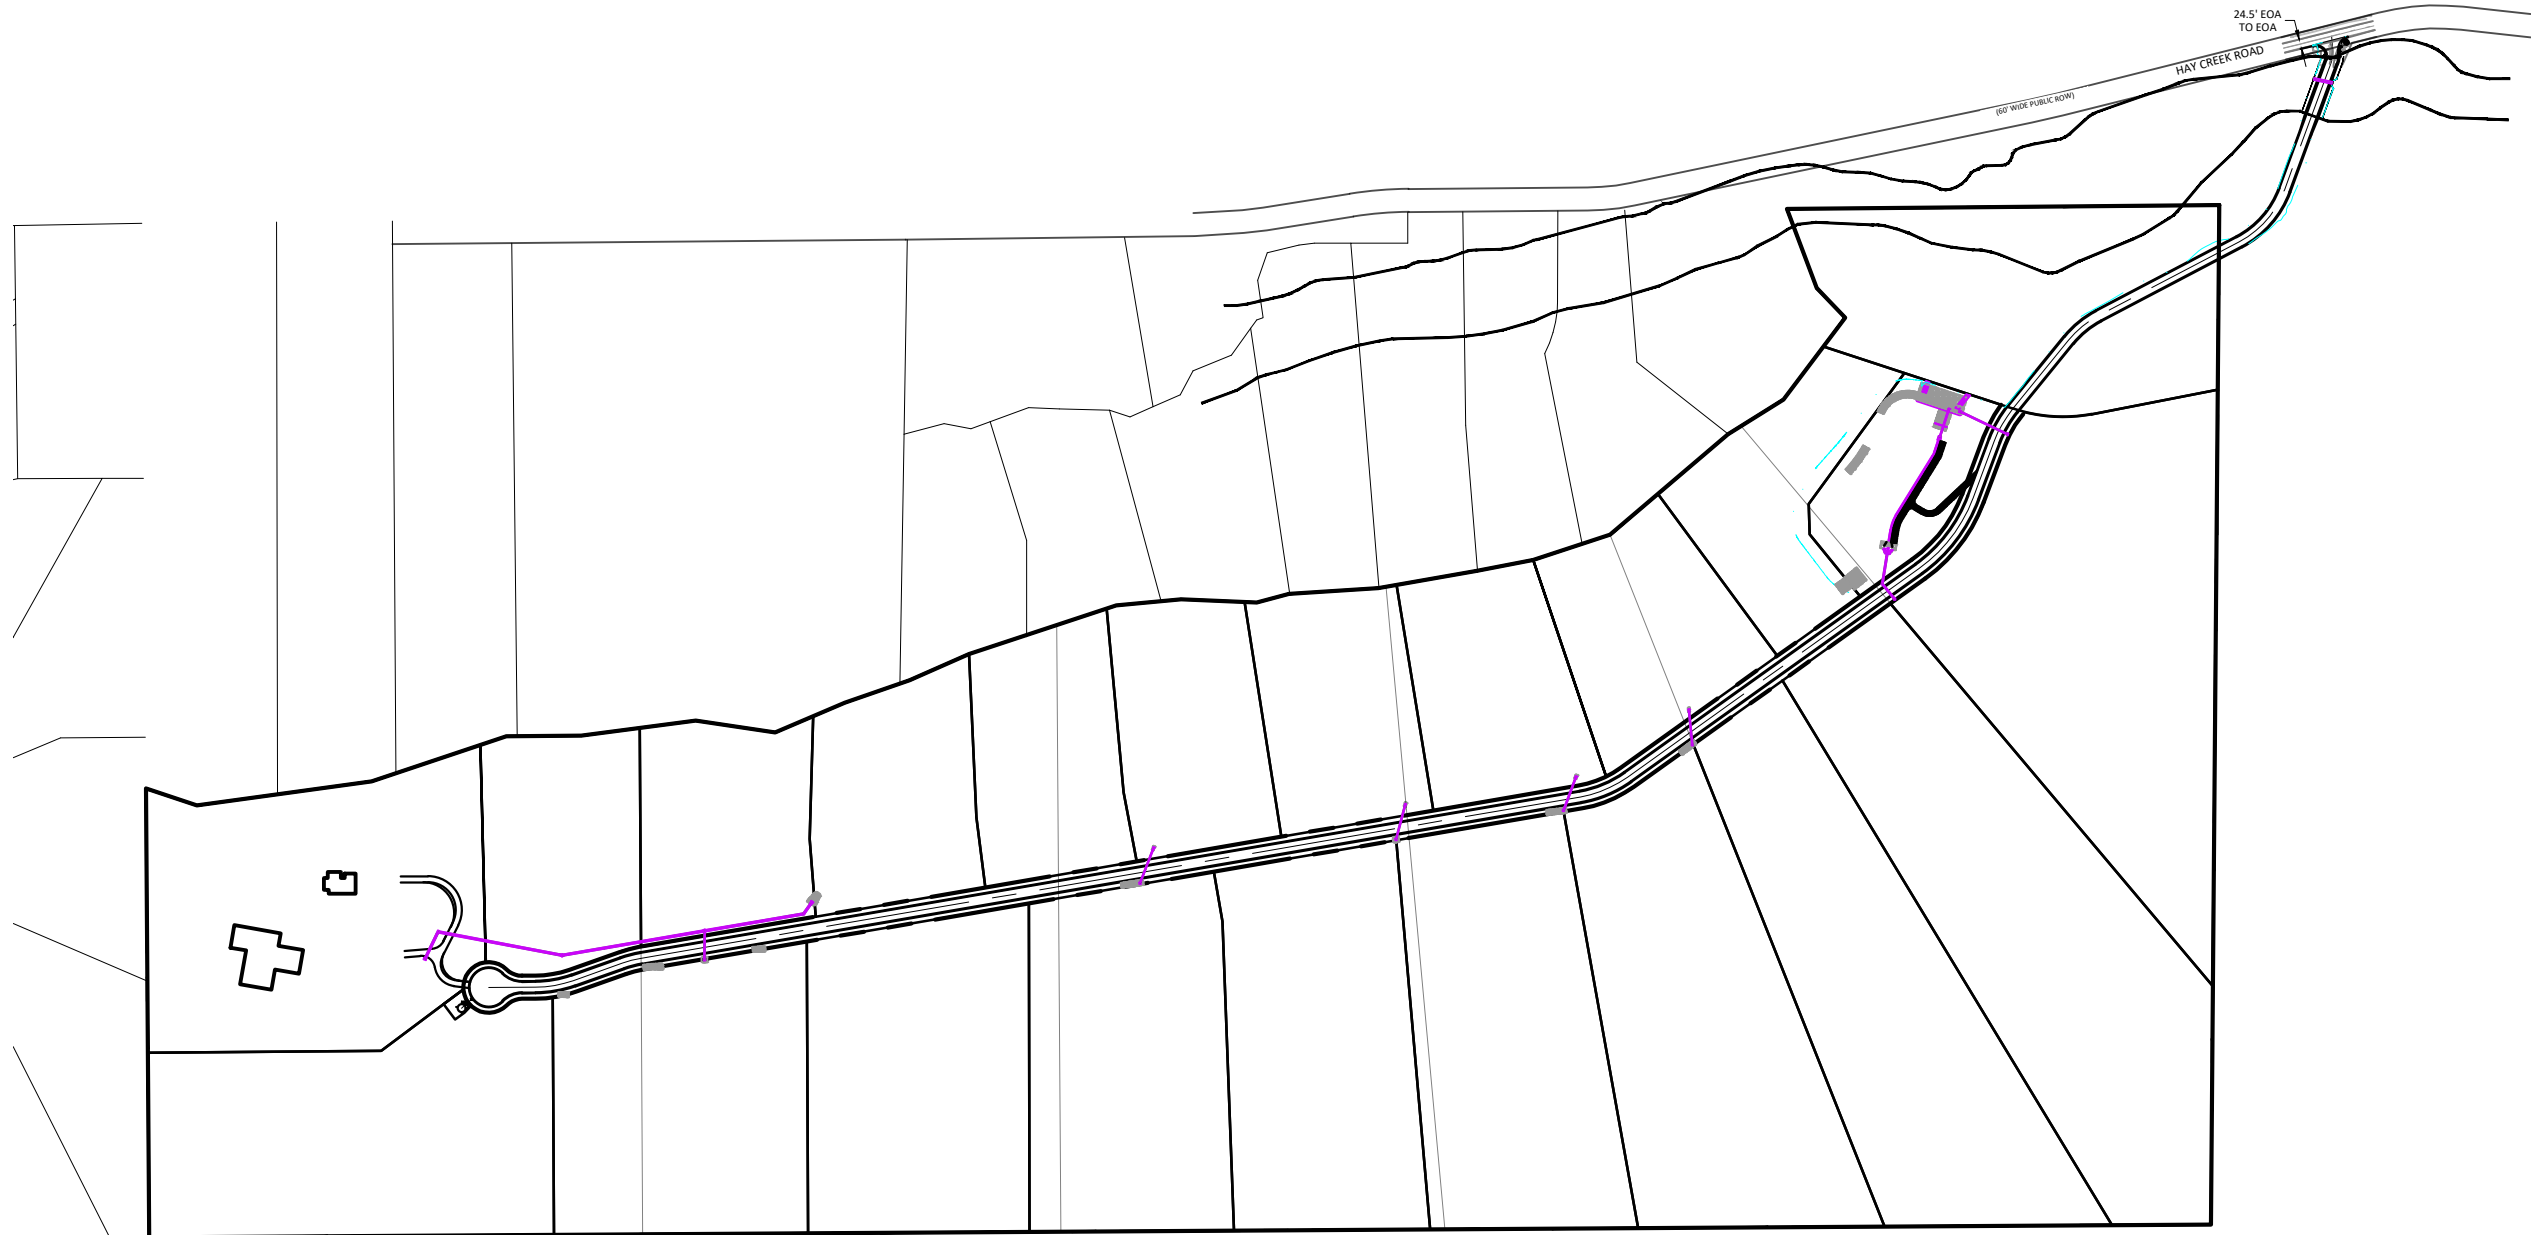 24.5' EOA
TO EOA
HAY CREEK ROAD
(60' WIDE PUBLIC ROW)